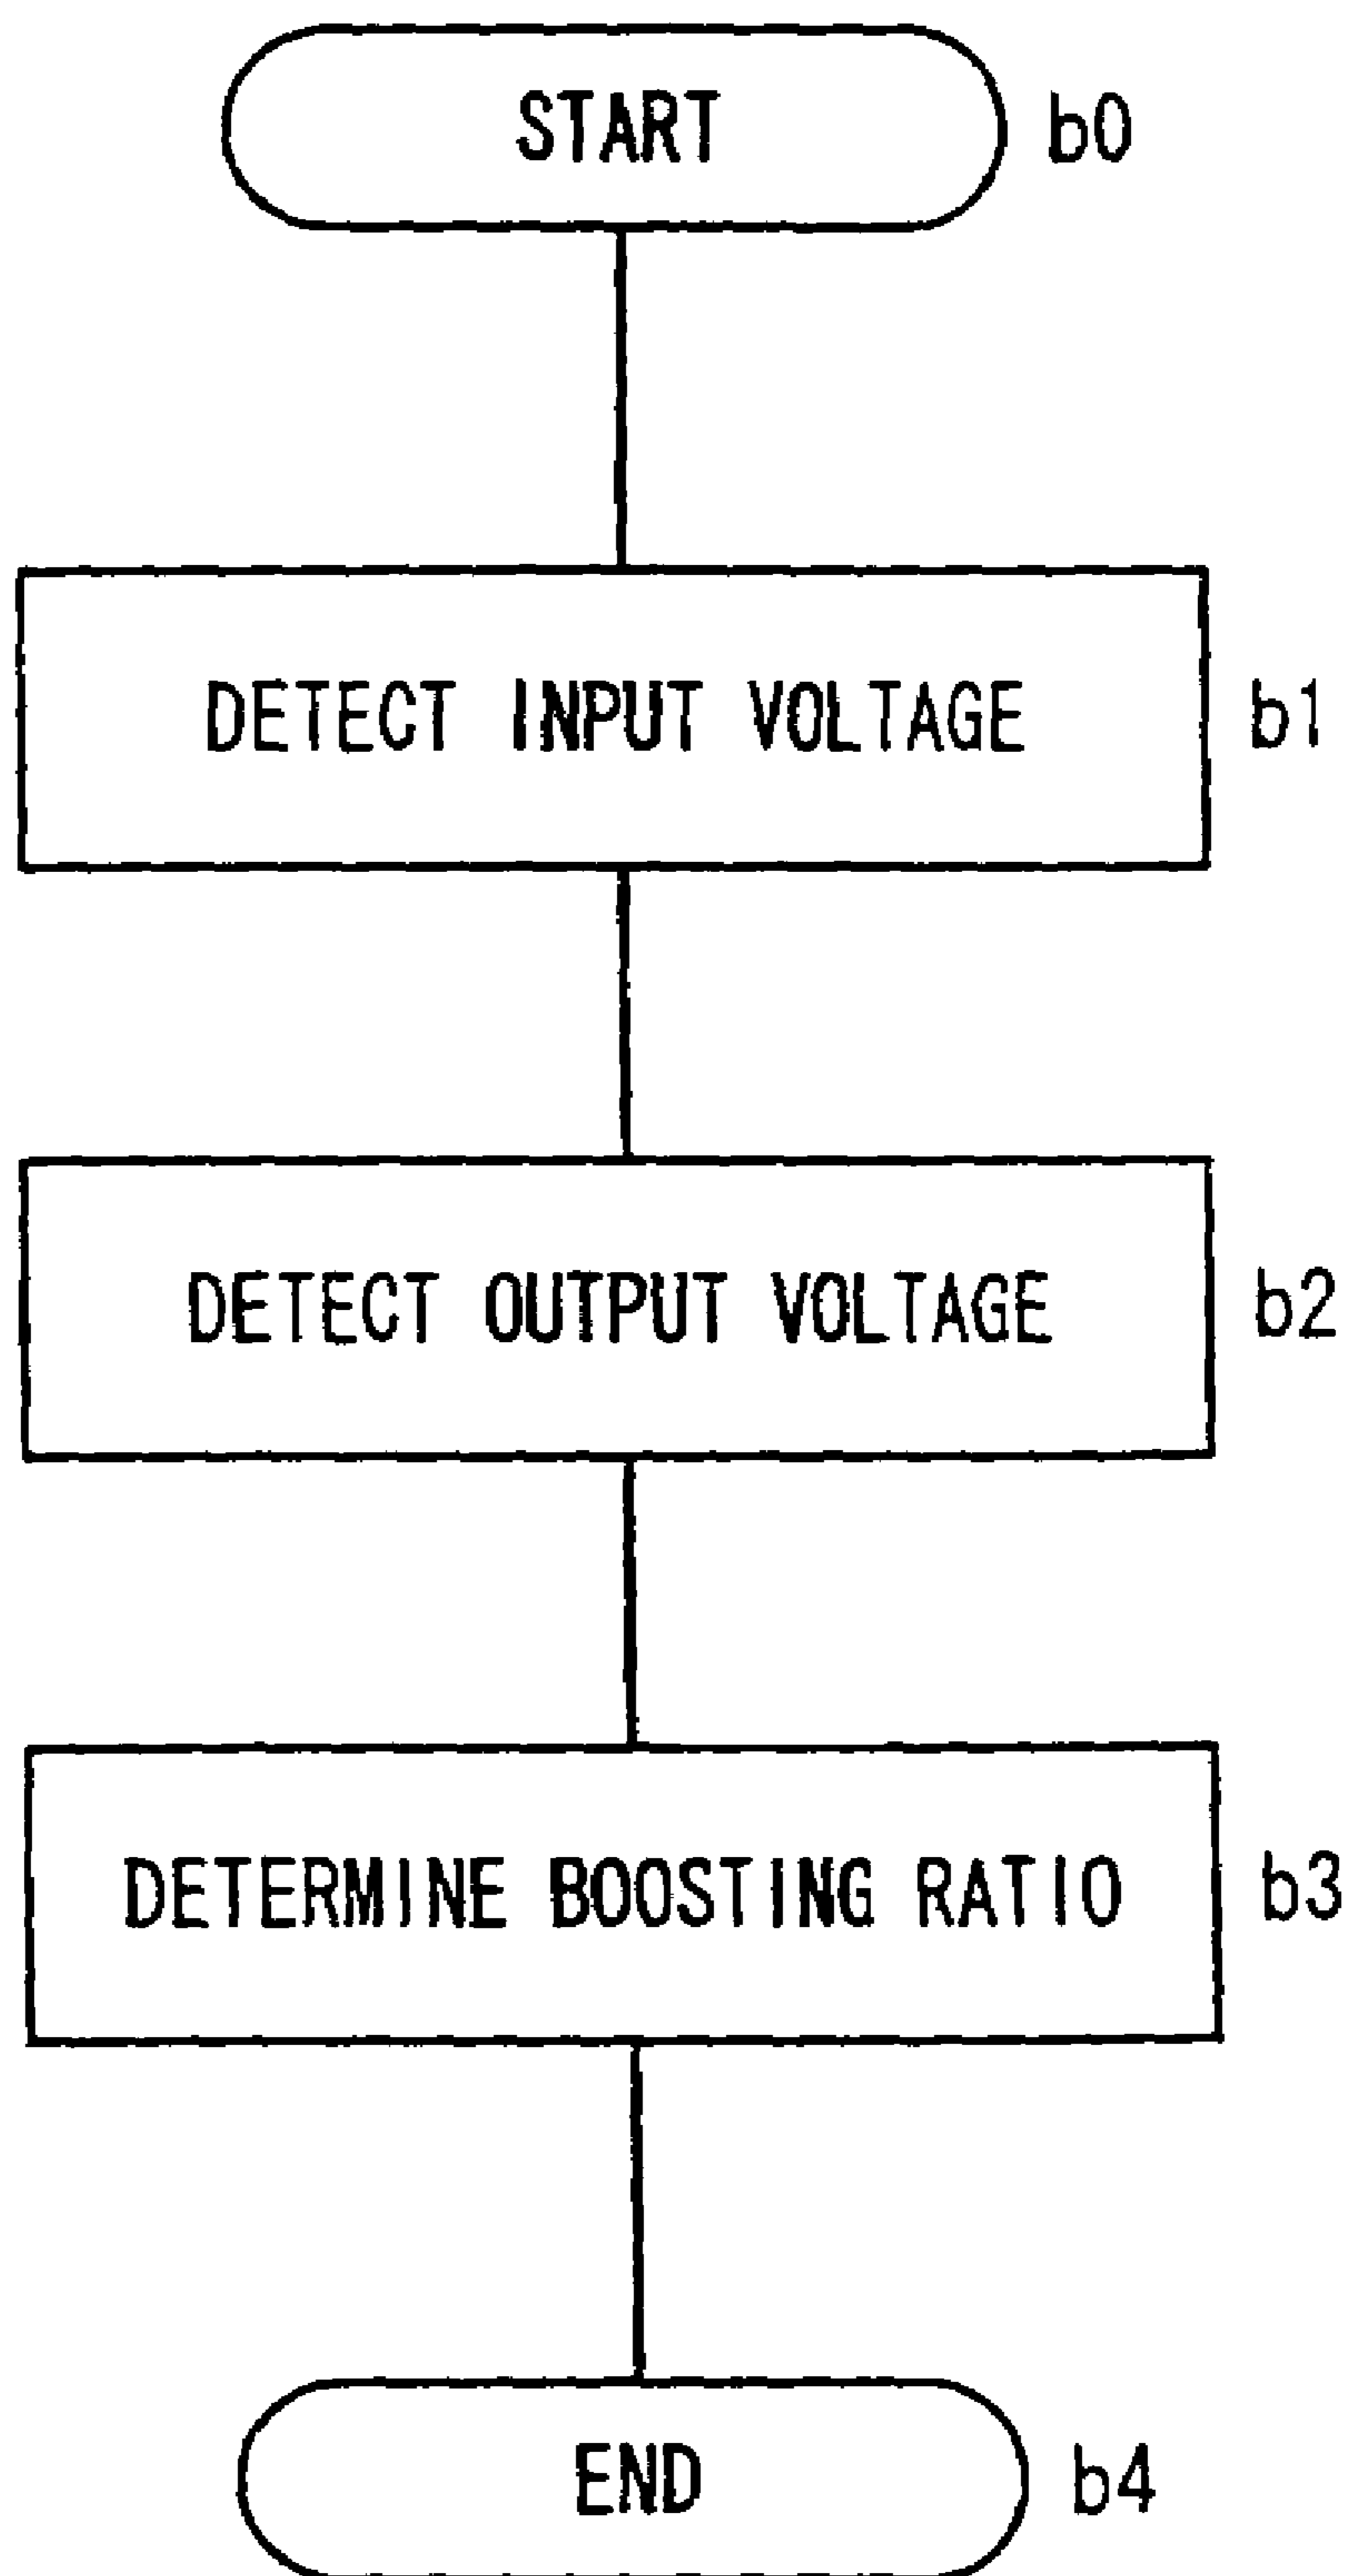 START b0
DETECT INPUT VOLTAGE b1
DETECT OUTPUT VOLTAGE b2
DETERMINE BOOSTING RATIO b3
END b4